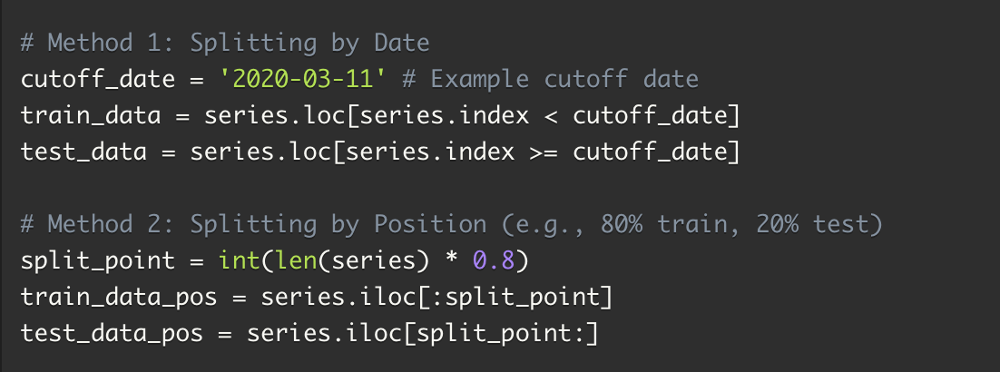 # Method 1: Splitting by Date
cutoff_date = '2020-03-11' # Example cutoff date
train_data = series.loc[series.index < cutoff_date]
test_data = series.loc[series.index >= cutoff_date]
# Method 2: Splitting by Position (e.g., 80% train, 20% test)
split_point = int(len(series) * 0.8)
train_data_pos = series.iloc[:split_point]
test_data_pos = series.iloc[split_point:]